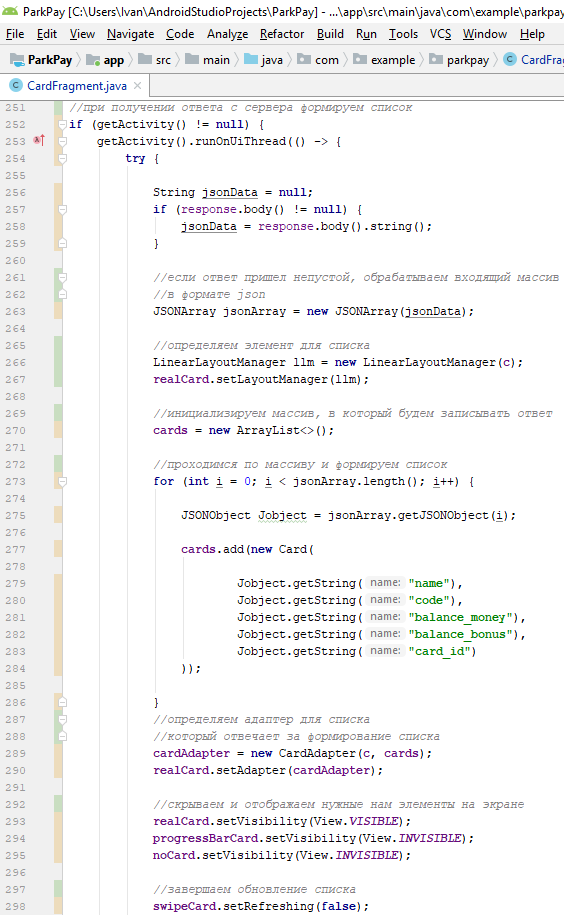 ParkPay [C:\Users\Ivan\AndroidStudioProjects\ParkPay] - ...\app\src\main\java\com\example\parkpay
File Edit View Navigate Code Analyze Refactor Build Run Tools VCS Window Help
ParkPay app src main java com example parkpay CardFrag
CardFragment.java
251 //при получении ответа с сервера формируем список
252 if (getActivity() != null) {
253 getActivity().runOnUiThread(() -> {
254 try {
255
256 String jsonData = null;
257 if (response.body() != null) {
258 jsonData = response.body().string();
259 }
260
261 //если ответ пришел непустой, обрабатываем входящий массив
262 //в формате json
263 JSONArray jsonArray = new JSONArray(jsonData);
264
265 //определяем элемент для списка
266 LinearLayoutManager llm = new LinearLayoutManager(c);
267 realCard.setLayoutManager(llm);
268
269 //инициализируем массив, в который будем записывать ответ
270 cards = new ArrayList<>();
271
272 //проходимся по массиву и формируем список
273 for (int i = 0; i < jsonArray.length(); i++) {
274
275 JSONObject Jobject = jsonArray.getJSONObject(i);
276
277 cards.add(new Card(
278
279 Jobject.getString( name: "name"),
280 Jobject.getString( name: "code"),
281 Jobject.getString( name: "balance_money"),
282 Jobject.getString( name: "balance_bonus"),
283 Jobject.getString( name: "card_id")
284 ));
285
286 }
287 //определяем адаптер для списка
288 //который отвечает за формирование списка
289 cardAdapter = new CardAdapter(c, cards);
290 realCard.setAdapter(cardAdapter);
291
292 //скрываем и отображаем нужные нам элементы на экране
293 realCard.setVisibility(View.VISIBLE);
294 progressBarCard.setVisibility(View.INVISIBLE);
295 noCard.setVisibility(View.INVISIBLE);
296
297 //завершаем обновление списка
298 swipeCard.setRefreshing(false);